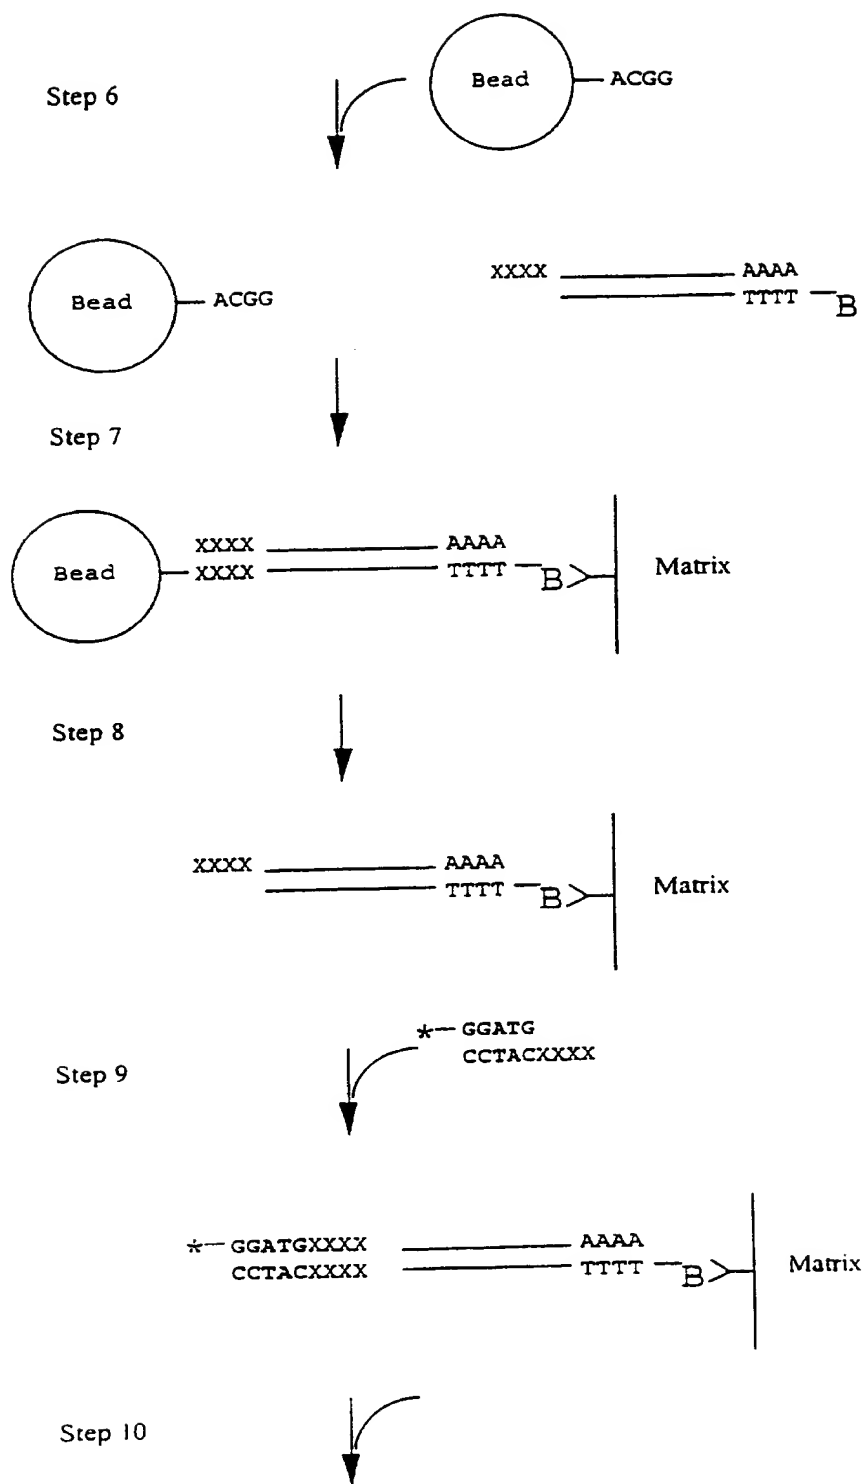 Step 6
Bead ACGG
Bead ACGG
XXXX AAAA
TTTT B
Step 7
XXXX AAAA
Bead XXXX TTTT B Matrix
Step 8
XXXX AAAA
TTTT B Matrix
*GGATG
CCTACXXXX
Step 9
*GGATGXXXX AAAA
CCTACXXXX TTTT B Matrix
Step 10